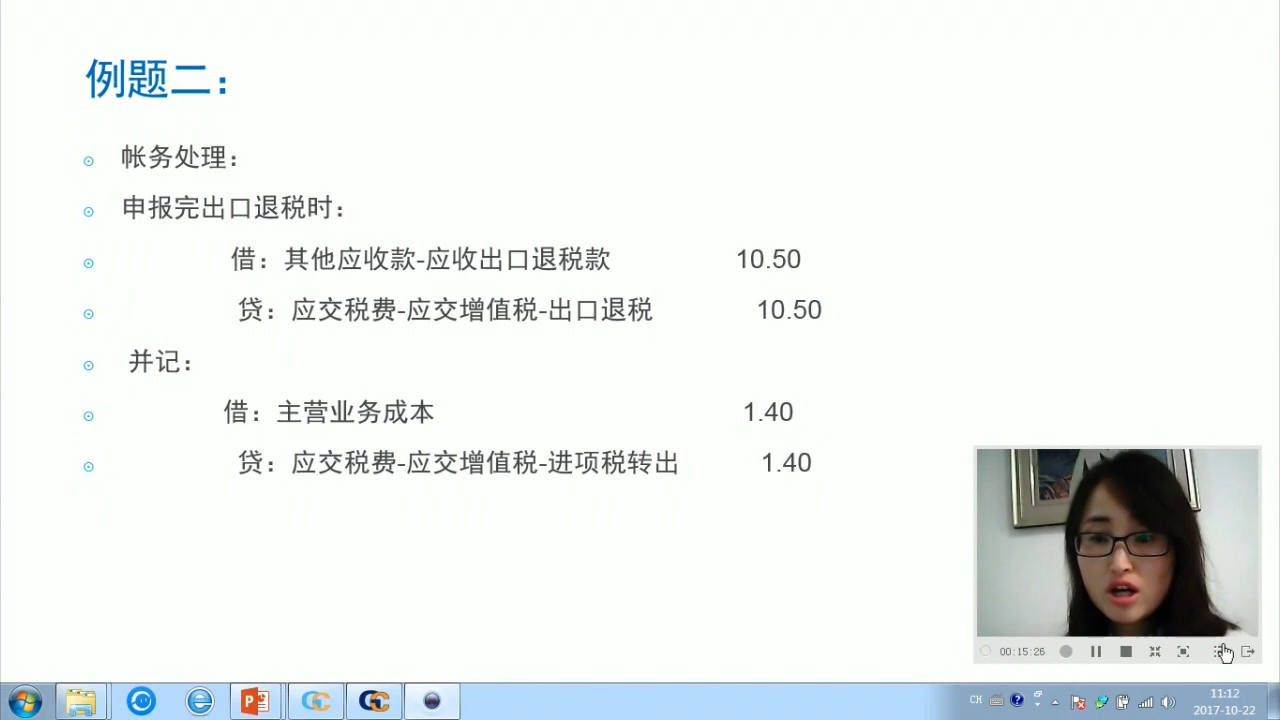 例题二：
帐务处理：
申报完出口退税时：
借：其他应收款-应收出口退税款 10.50
贷：应交税费-应交增值税-出口退税 10.50
并记：
借：主营业务成本 1.40
贷：应交税费-应交增值税-进项税转出 1.40
00:15:26
CH
11:12
2017-10-22